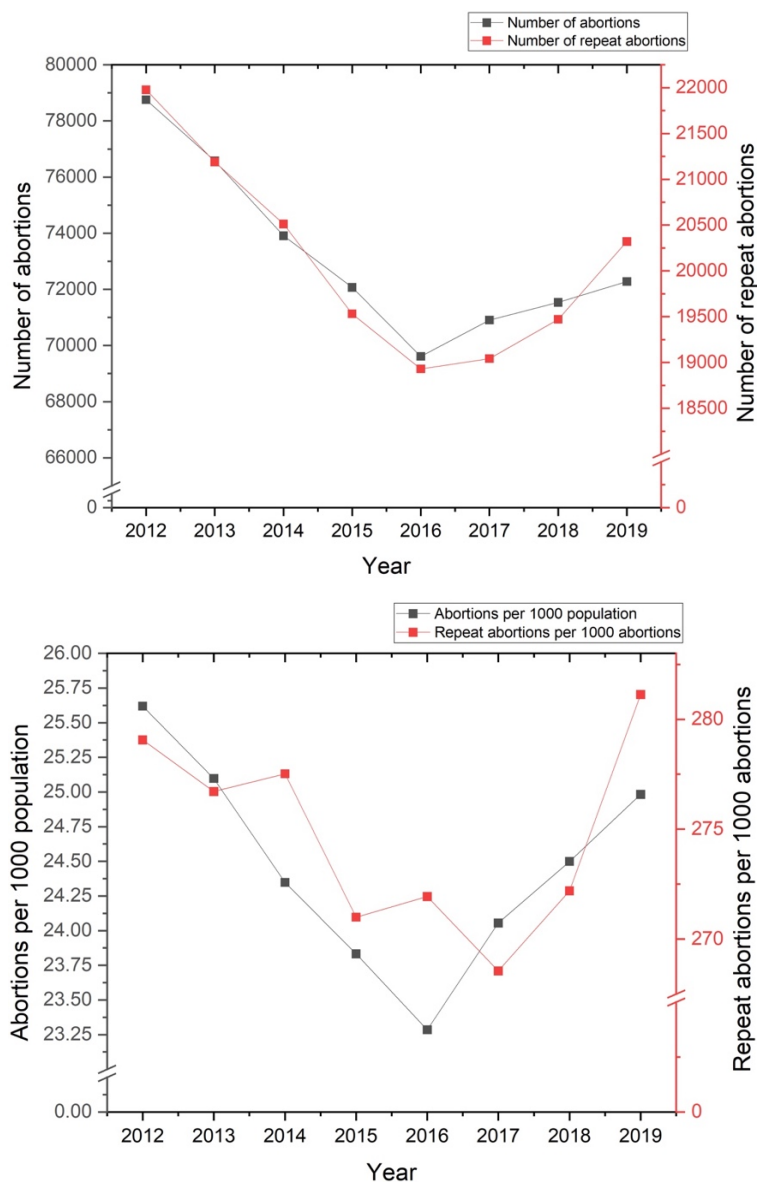 Number of abortions
Number of repeat abortions
80000
78000
76000
74000
72000
70000
68000
66000
0
Number of abortions
22000
21500
21000
20500
20000
19500
19000
18500
0
Number of repeat abortions
2012 2013 2014 2015 2016 2017 2018 2019
Year
Abortions per 1000 population
Repeat abortions per 1000 abortions
26.00
25.75
25.50
25.25
25.00
24.75
24.50
24.25
24.00
23.75
23.50
23.25
0.00
Abortions per 1000 population
280
275
270
0
Repeat abortions per 1000 abortions
2012 2013 2014 2015 2016 2017 2018 2019
Year